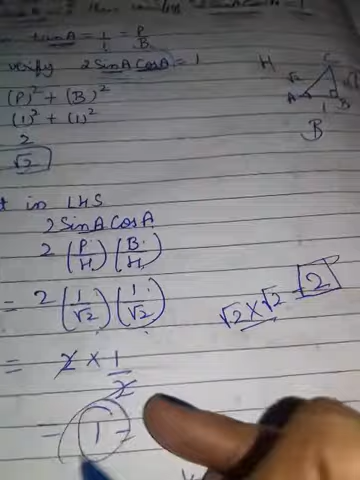 tanA = 1/1 = P/B
verify 2SinA CosA = 1
(P)² + (B)²
(1)² + (1)²
2
√2
H
C
√2
A
1
B
B
in LHS
2SinA CosA
2 (P/H) (B/H)
= 2 (1/√2) (1/√2)
√2 × √2 = 2
= 2 × 1/2
= 1 =